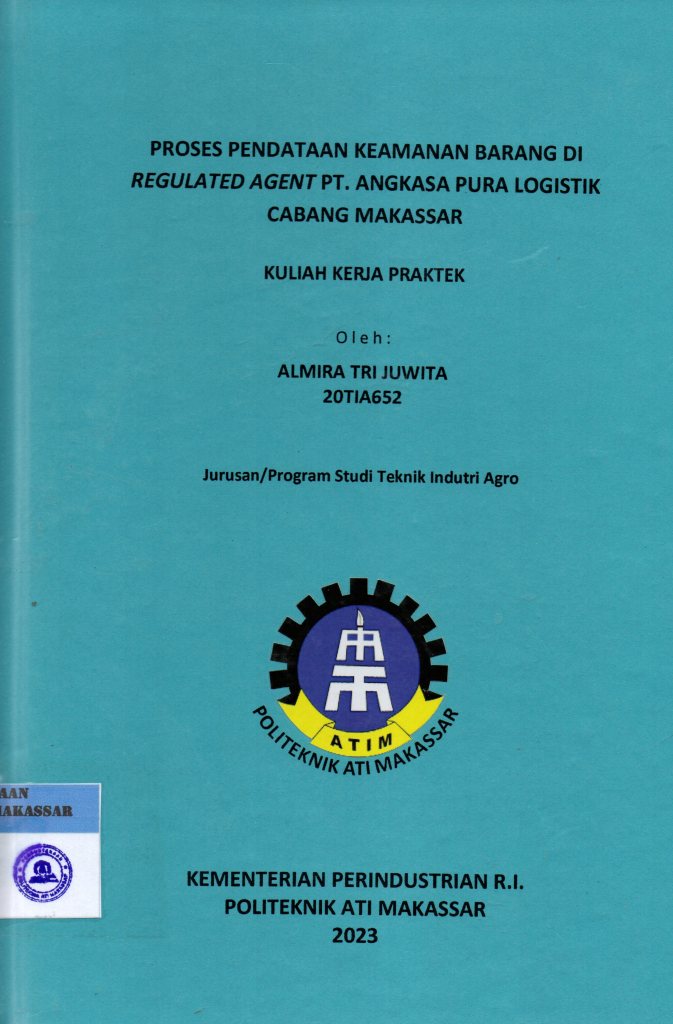 PROSES PENDATAAN KEAMANAN BARANG DI
REGULATED AGENT PT. ANGKASA PURA LOGISTIK
CABANG MAKASSAR
KULIAH KERJA PRAKTEK
Oleh:
ALMIRA TRI JUWITA
20TIA652
Jurusan/Program Studi Teknik Indutri Agro
ATIM
POLITEKNIK ATI MAKASSAR
AAN
MAKASSAR
KEMENTERIAN PERINDUSTRIAN R.I.
POLITEKNIK ATI MAKASSAR
2023